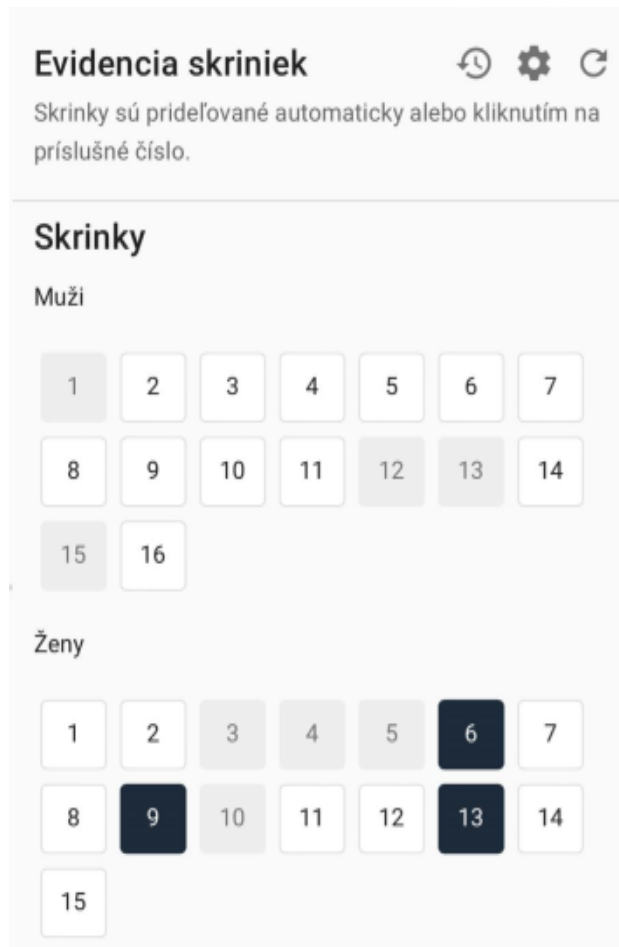 Evidencia skriniek
Skrinky sú prideľované automaticky alebo kliknutím na
príslušné číslo.
Skrinky
Muži
1 2 3 4 5 6 7
8 9 10 11 12 13 14
15 16
Ženy
1 2 3 4 5 6 7
8 9 10 11 12 13 14
15